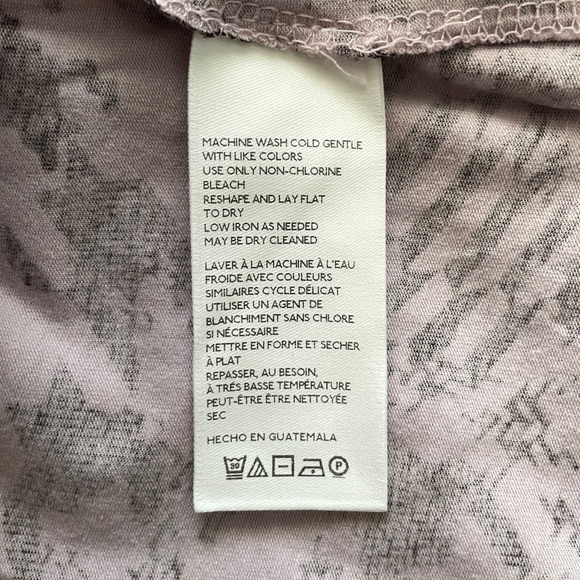 MACHINE WASH COLD GENTLE
WITH LIKE COLORS
USE ONLY NON-CHLORINE
BLEACH
RESHAPE AND LAY FLAT
TO DRY
LOW IRON AS NEEDED
MAY BE DRY CLEANED
LAVER À LA MACHINE À L'EAU
FROIDE AVEC COULEURS
SIMILAIRES CYCLE DÉLICAT
UTILISER UN AGENT DE
BLANCHIMENT SANS CHLORE
SI NÉCESSAIRE
METTRE EN FORME ET SECHER
À PLAT
REPASSER, AU BESOIN,
À TRÉS BASSE TEMPÉRATURE
PEUT-ÊTRE ÊTRE NETTOYÉE
SEC
HECHO EN GUATEMALA
30 P